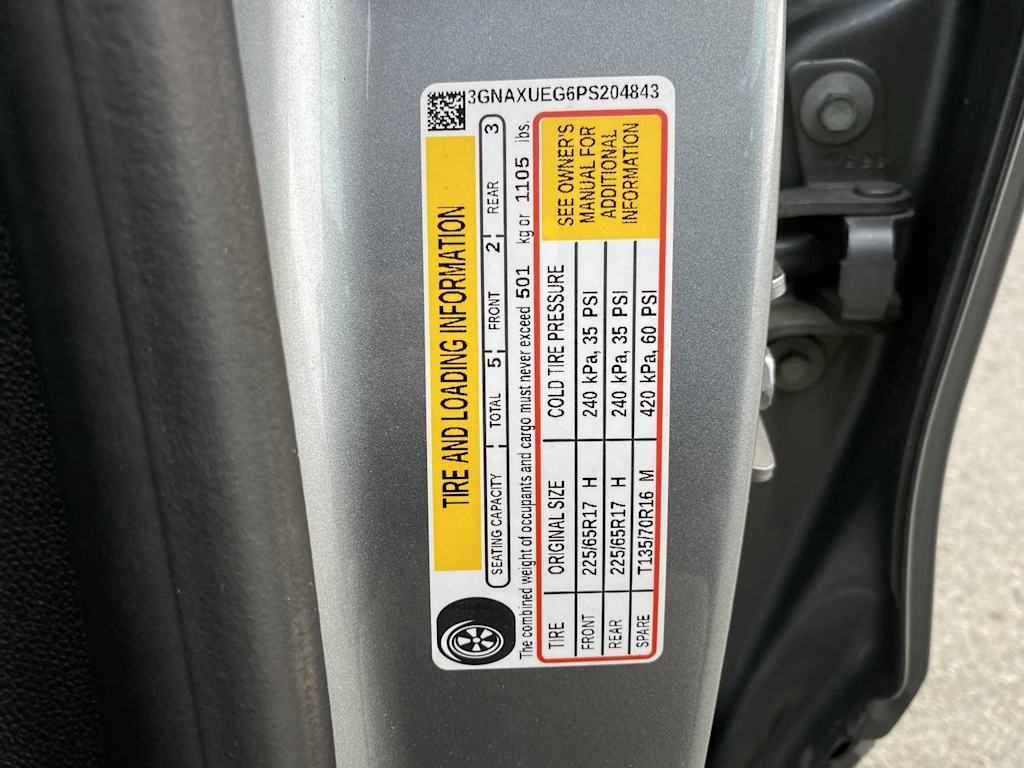 3GNAXUEG6PS204843
TIRE AND LOADING INFORMATION
SEATING CAPACITY TOTAL 5 FRONT 2 REAR 3
The combined weight of occupants and cargo must never exceed 501 kg or 1105 lbs.
TIRE ORIGINAL SIZE COLD TIRE PRESSURE
FRONT 225/65R17 H 240 kPa, 35 PSI
REAR 225/65R17 H 240 kPa, 35 PSI
SPARE T135/70R16 M 420 kPa, 60 PSI
SEE OWNER'S
MANUAL FOR
ADDITIONAL
INFORMATION